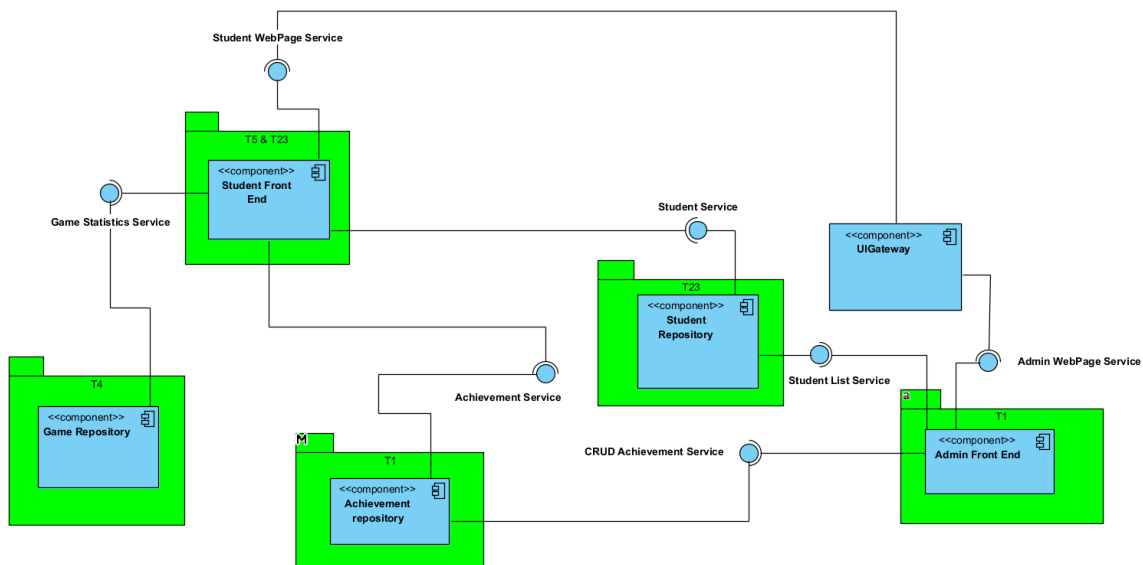 Student WebPage Service
T5 & T23
<<component>>
Student Front
End
Game Statistics Service
Student Service
<<component>>
UIGateway
T23
<<component>>
Student
Repository
Student List Service
Admin WebPage Service
T4
<<component>>
Game Repository
Achievement Service
a
T1
<<component>>
Admin Front End
CRUD Achievement Service
M
T1
<<component>>
Achievement
repository